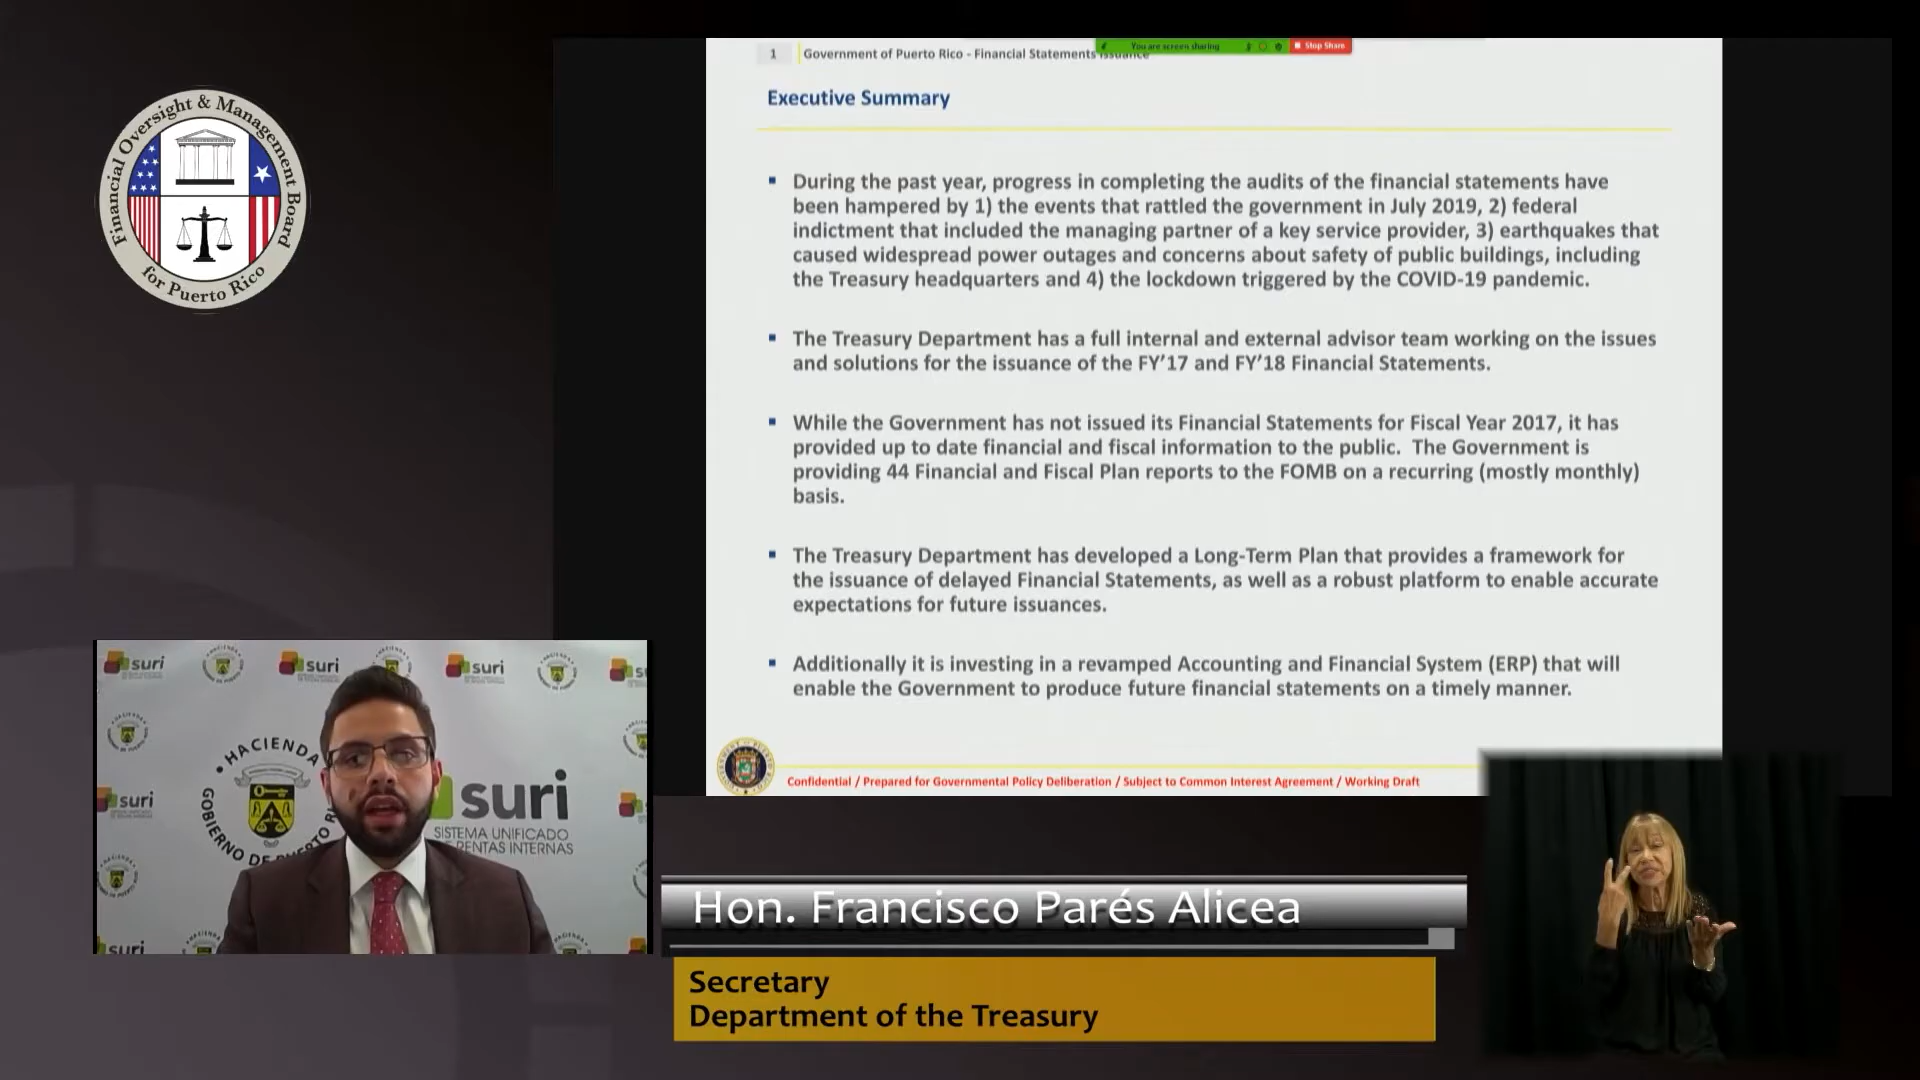 Financial Oversight & Management Board
for Puerto Rico
1
Government of Puerto Rico - Financial Statements Issuance
You are screen sharing
Stop Share
Executive Summary
▪ During the past year, progress in completing the audits of the financial statements have
been hampered by 1) the events that rattled the government in July 2019, 2) federal
indictment that included the managing partner of a key service provider, 3) earthquakes that
caused widespread power outages and concerns about safety of public buildings, including
the Treasury headquarters and 4) the lockdown triggered by the COVID-19 pandemic.
▪ The Treasury Department has a full internal and external advisor team working on the issues
and solutions for the issuance of the FY’17 and FY’18 Financial Statements.
▪ While the Government has not issued its Financial Statements for Fiscal Year 2017, it has
provided up to date financial and fiscal information to the public. The Government is
providing 44 Financial and Fiscal Plan reports to the FOMB on a recurring (mostly monthly)
basis.
▪ The Treasury Department has developed a Long-Term Plan that provides a framework for
the issuance of delayed Financial Statements, as well as a robust platform to enable accurate
expectations for future issuances.
▪ Additionally it is investing in a revamped Accounting and Financial System (ERP) that will
enable the Government to produce future financial statements on a timely manner.
Confidential / Prepared for Governmental Policy Deliberation / Subject to Common Interest Agreement / Working Draft
suri
suri
suri
HACIENDA
GOBIERNO DE
suri
SISTEMA UNIFICADO
RENTAS INTERNAS
suri
suri
Hon. Francisco Parés Alicea
Secretary
Department of the Treasury